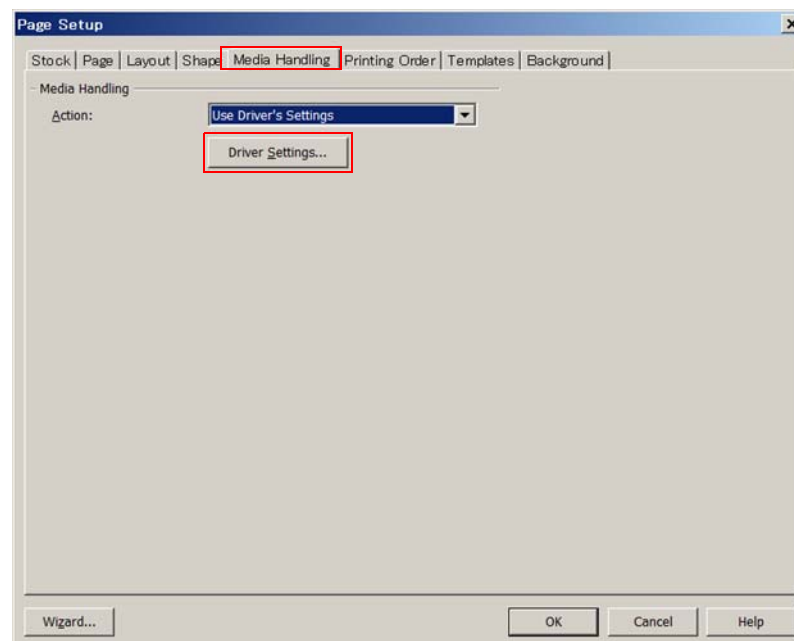 Page Setup
Stock Page Layout Shape Media Handling Printing Order Templates Background
Media Handling
Action: Use Driver's Settings
Driver Settings...
Wizard... OK Cancel Help